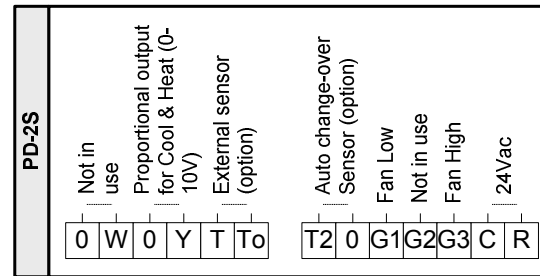 PD-2S
Not in
use
Proportional output
for Cool & Heat (0-
10V)
External sensor
(option)
Auto change-over
Sensor (option)
Fan Low
Not in use
Fan High
24Vac
0 W 0 Y T To T2 0 G1 G2 G3 C R